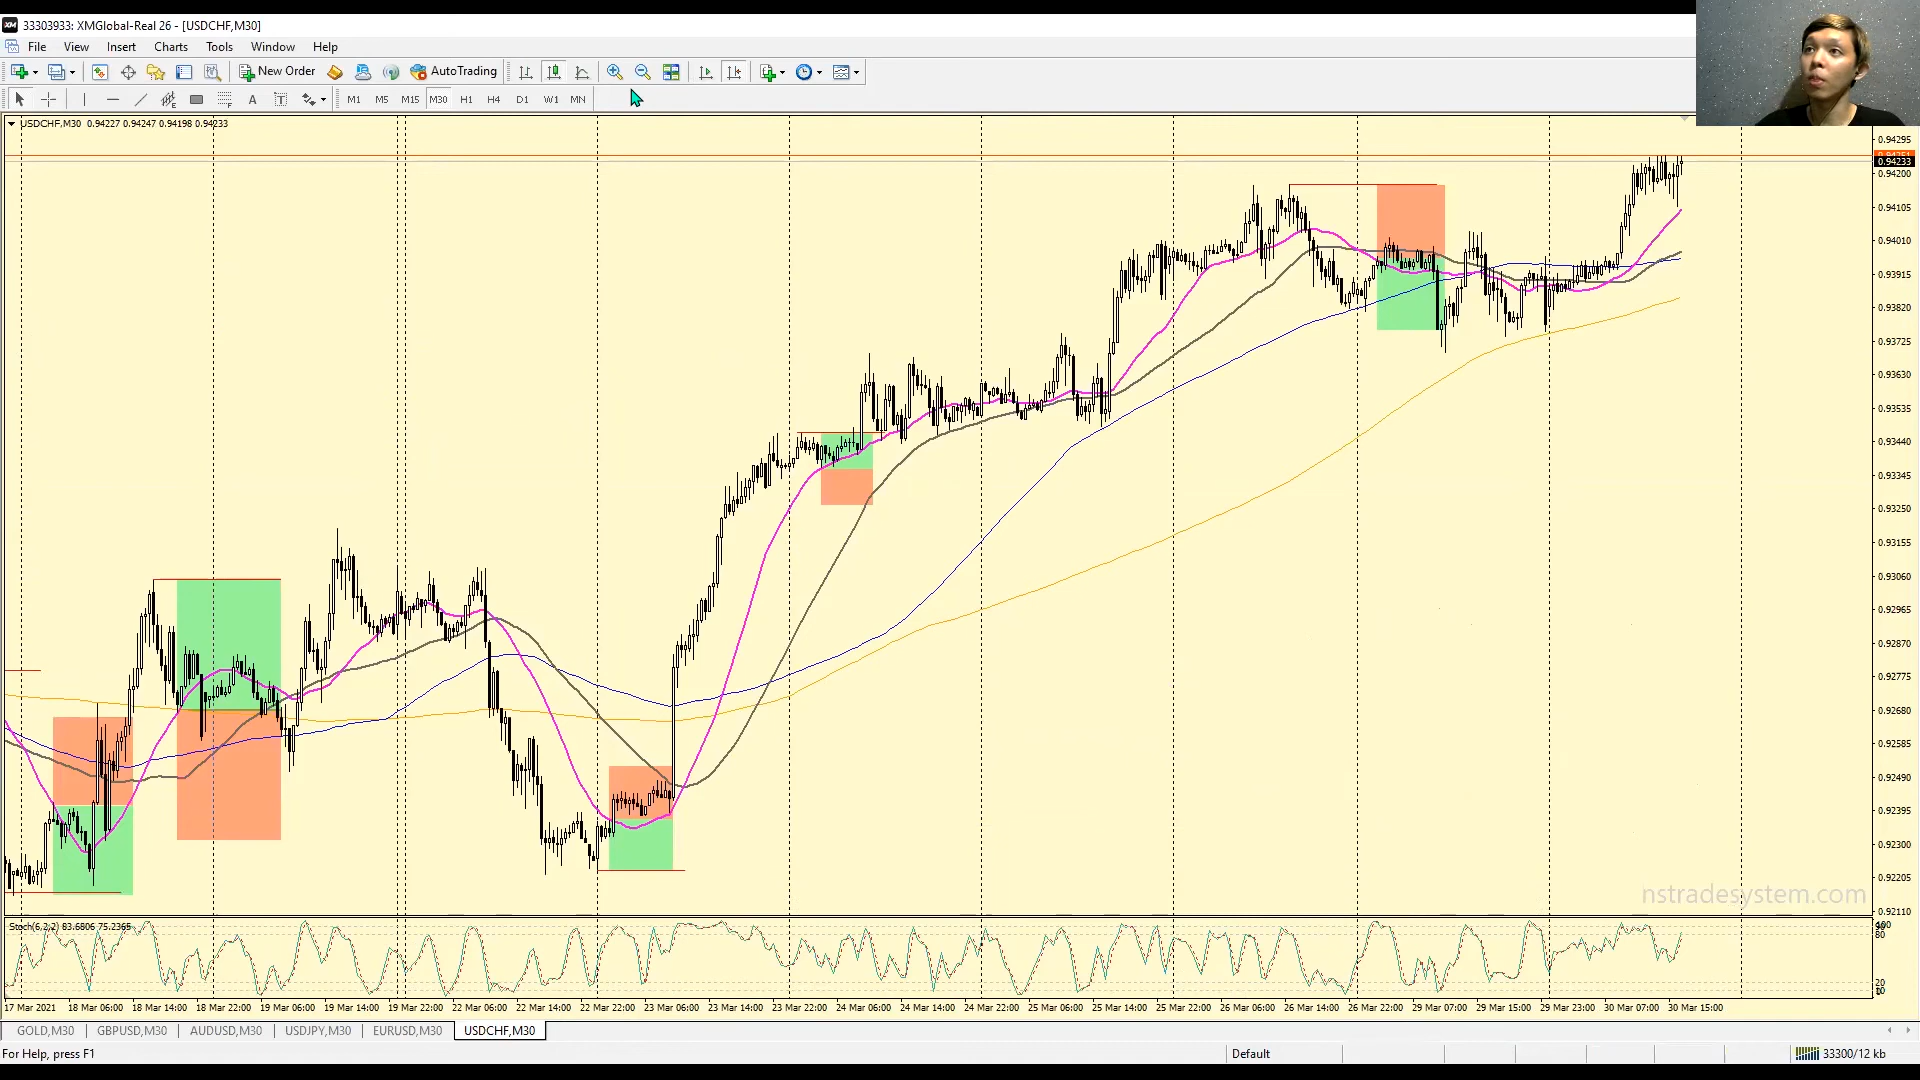 33303933: XMGlobal-Real 26 - [USDCHF,M30]
File View Insert Charts Tools Window Help
New Order AutoTrading
A T M1 M5 M15 M30 H1 H4 D1 W1 MN
USDCHF,M30 0.94227 0.94247 0.94198 0.94233
0.94295
0.94233
0.94200
0.94105
0.94010
0.93915
0.93820
0.93725
0.93630
0.93535
0.93440
0.93345
0.93250
0.93155
0.93060
0.92965
0.92870
0.92775
0.92680
0.92585
0.92490
0.92395
0.92300
0.92205
0.92110
nstradesystem.com
Stoch(6,2,2) 83.6806 75.2365
80
20
10
17 Mar 2021 18 Mar 06:00 18 Mar 14:00 18 Mar 22:00 19 Mar 06:00 19 Mar 14:00 19 Mar 22:00 22 Mar 06:00 22 Mar 14:00 22 Mar 22:00 23 Mar 06:00 23 Mar 14:00 23 Mar 22:00 24 Mar 06:00 24 Mar 14:00 24 Mar 22:00 25 Mar 06:00 25 Mar 14:00 25 Mar 22:00 26 Mar 06:00 26 Mar 14:00 26 Mar 22:00 29 Mar 07:00 29 Mar 15:00 29 Mar 23:00 30 Mar 07:00 30 Mar 15:00
GOLD,M30 GBPUSD,M30 AUDUSD,M30 USDJPY,M30 EURUSD,M30 USDCHF,M30
For Help, press F1 Default 33300/12 kb